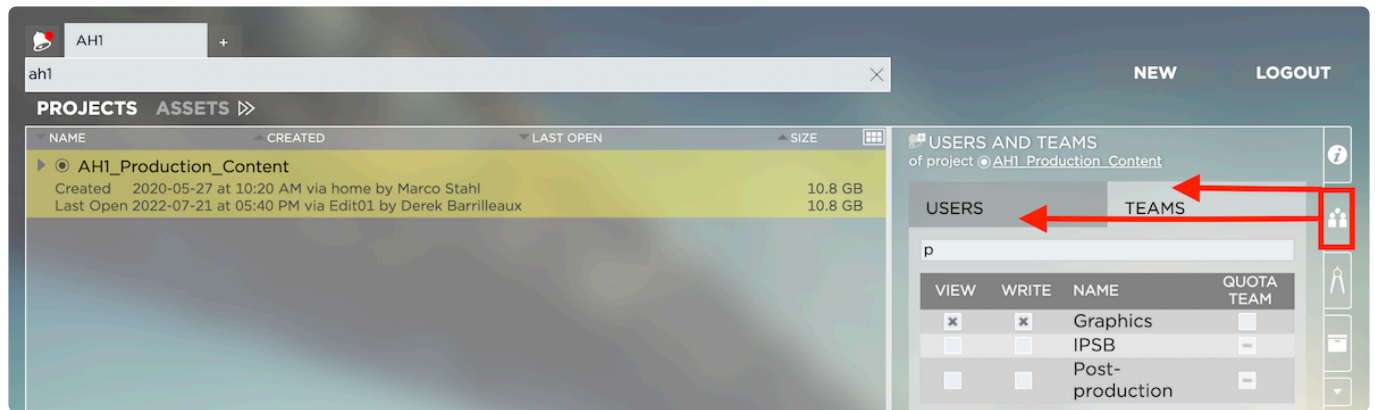 AH1 +
ah1
NEW LOGOUT
PROJECTS ASSETS
NAME CREATED LAST OPEN SIZE
AH1_Production_Content
Created 2020-05-27 at 10:20 AM via home by Marco Stahl 10.8 GB
Last Open 2022-07-21 at 05:40 PM via Edit01 by Derek Barrilleaux 10.8 GB
USERS AND TEAMS
of project AH1_Production_Content
USERS TEAMS
p
VIEW WRITE NAME QUOTA TEAM
Graphics
IPSB
Post-
production